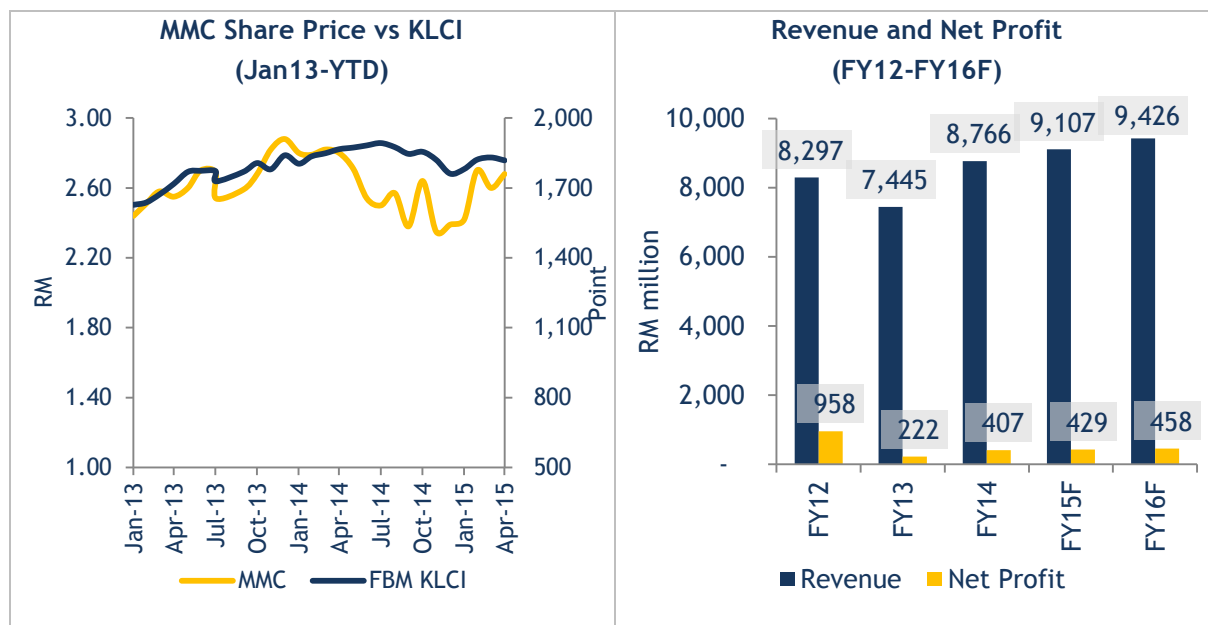 MMC Share Price vs KLCI
(Jan13-YTD)
3.00
2.60
2.20
1.80
1.40
1.00
RM
2,000
1,700
1,400
1,100
800
500
Point
Jan-13
Apr-13
Jul-13
Oct-13
Jan-14
Apr-14
Jul-14
Oct-14
Jan-15
Apr-15
MMC
FBM KLCI
Revenue and Net Profit
(FY12-FY16F)
10,000
8,000
6,000
4,000
2,000
-
RM million
8,297
7,445
8,766
9,107
9,426
958
222
407
429
458
FY12
FY13
FY14
FY15F
FY16F
Revenue
Net Profit